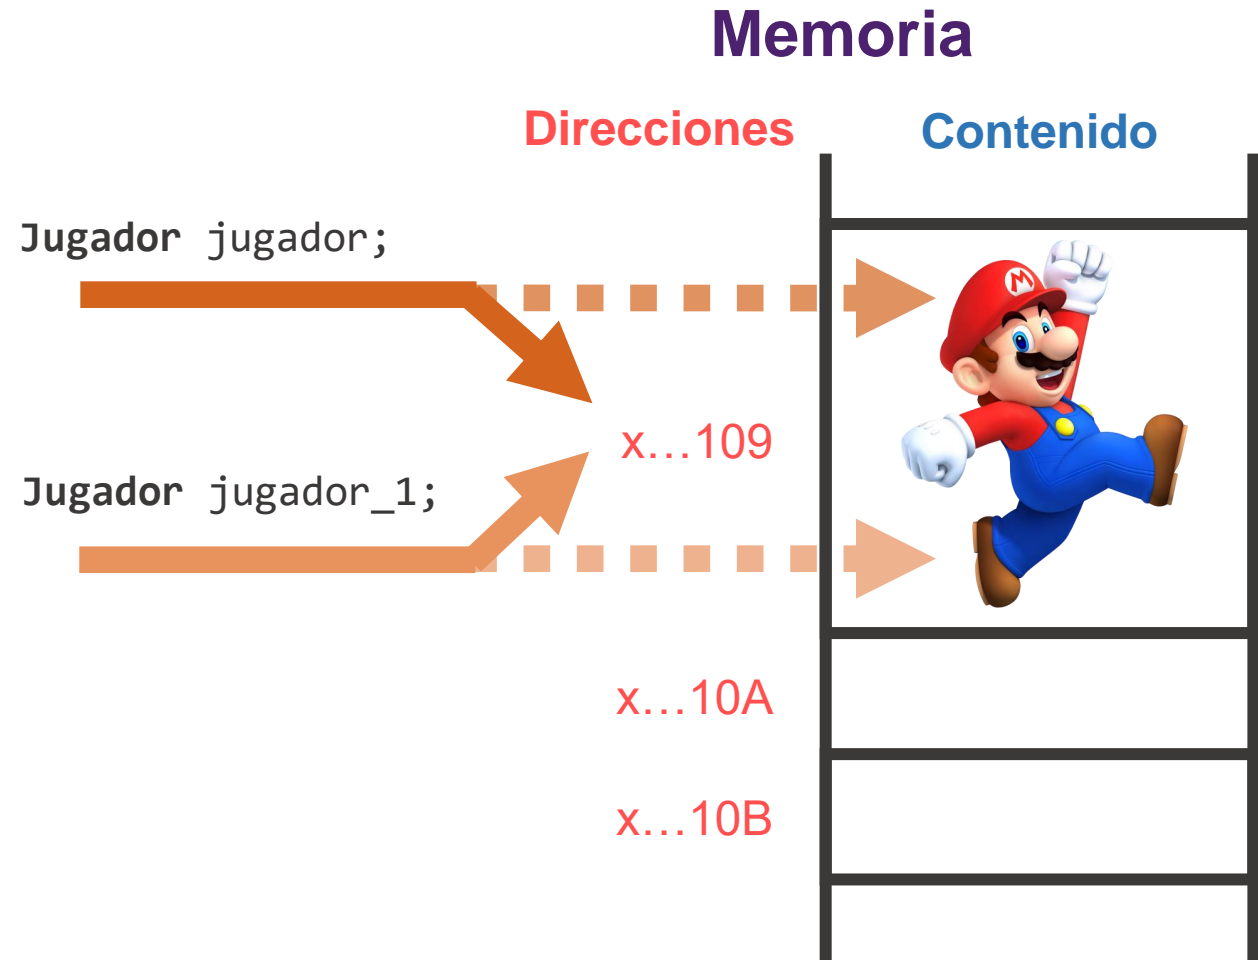 Memoria
Direcciones
Contenido
Jugador jugador;
M
x…109
Jugador jugador_1;
x…10A
x…10B